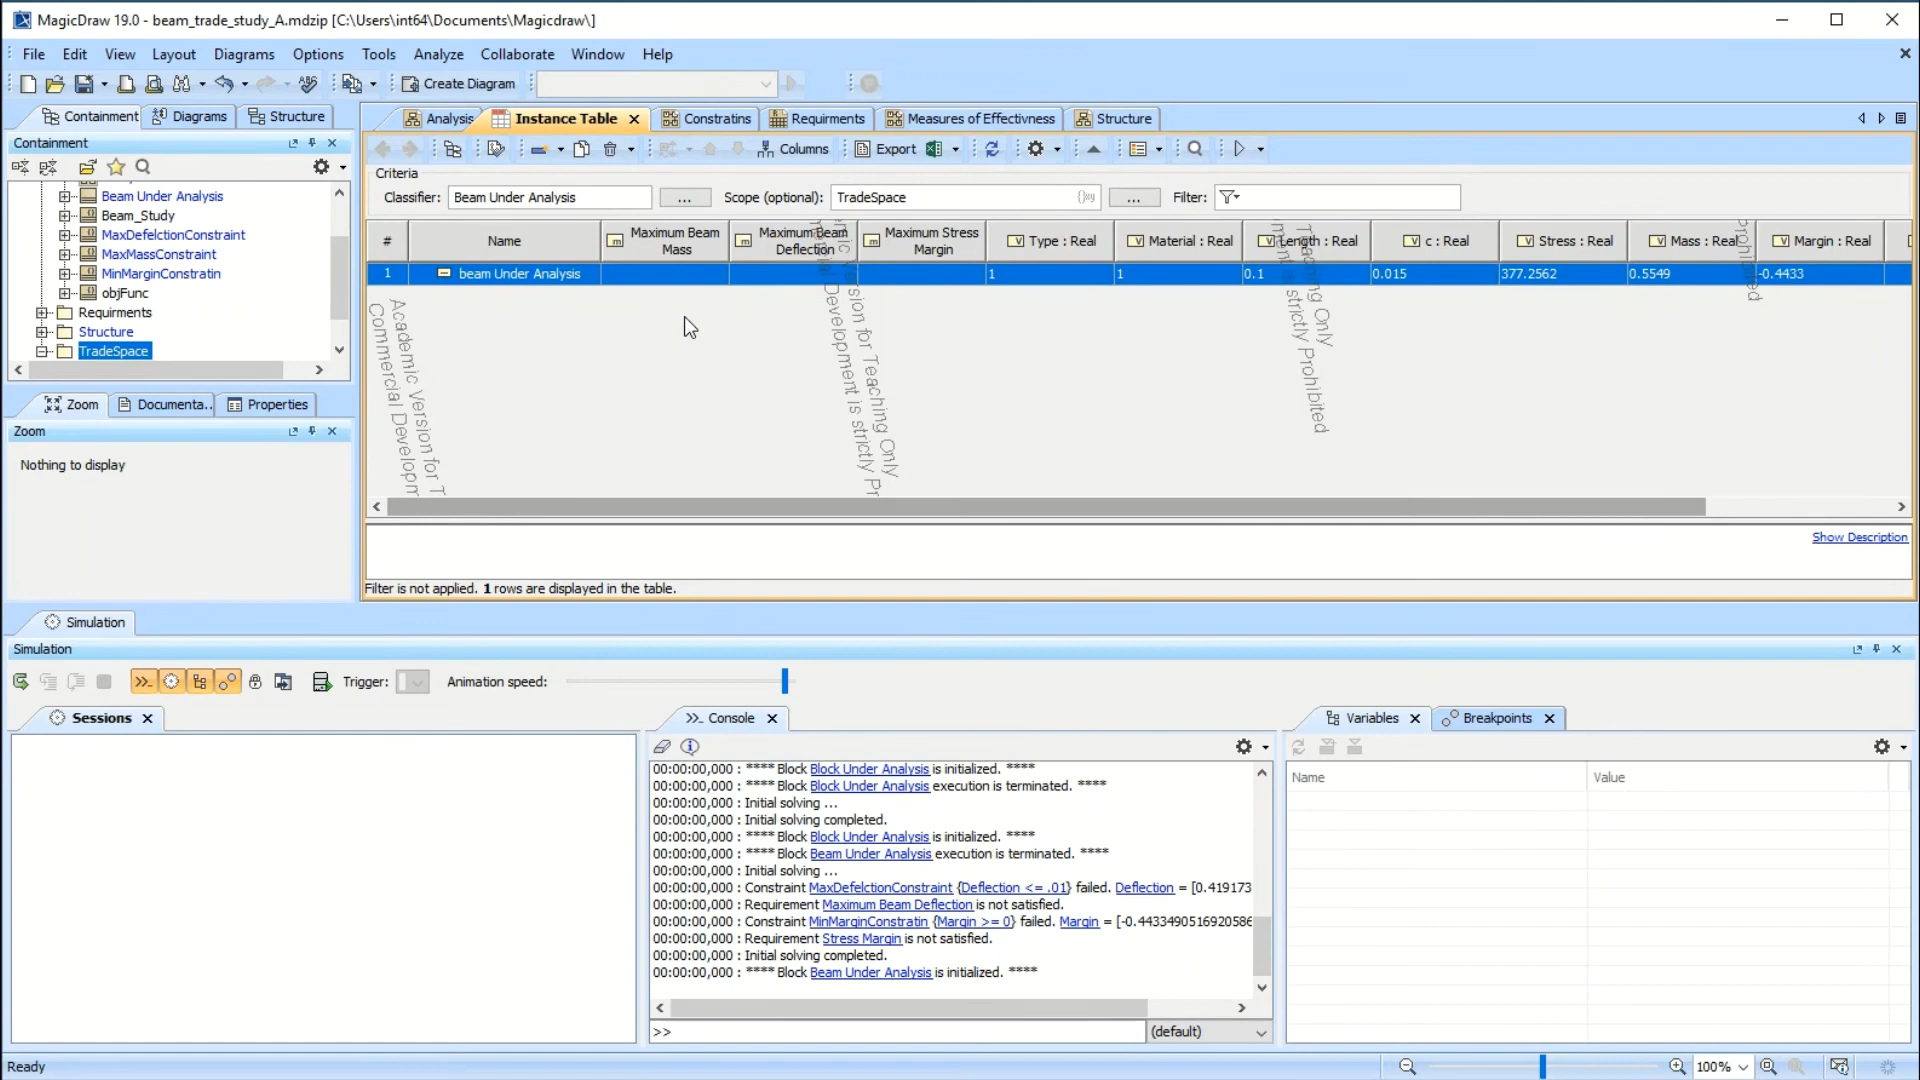 MagicDraw 19.0 - beam_trade_study_A.mdzip [C:\Users\int64\Documents\Magicdraw\]
File Edit View Layout Diagrams Options Tools Analyze Collaborate Window Help
Create Diagram
Containment Diagrams Structure
Analysis Instance Table Constratins Requirments Measures of Effectivness Structure
Containment
Columns Export
Criteria
Classifier: Beam Under Analysis ... Scope (optional): TradeSpace ... Filter:
Beam Under Analysis
Beam_Study
MaxDefelctionConstraint
MaxMassConstraint
MinMarginConstratin
objFunc
Requirments
Structure
TradeSpace
# Name Maximum Beam Mass Maximum Beam Deflection Maximum Stress Margin Type : Real Material : Real Length : Real c : Real Stress : Real Mass : Real Margin : Real
1 beam Under Analysis 1 1 0.1 0.015 377.2562 0.5549 -0.4433
Academic Version for T
Commercial Developm
mic Version for Teaching Only
Development is strictly Pr
Teaching Only
ment is strictly Prohibited
Prohibited
Zoom Documenta... Properties
Zoom
Nothing to display
Show Description
Filter is not applied. 1 rows are displayed in the table.
Simulation
Simulation
Trigger: Animation speed:
Sessions
Console
Variables Breakpoints
Name Value
00:00:00,000 : **** Block Block Under Analysis is initialized. ****
00:00:00,000 : **** Block Block Under Analysis execution is terminated. ****
00:00:00,000 : Initial solving ...
00:00:00,000 : Initial solving completed.
00:00:00,000 : **** Block Block Under Analysis is initialized. ****
00:00:00,000 : **** Block Beam Under Analysis execution is terminated. ****
00:00:00,000 : Initial solving ...
00:00:00,000 : Constraint MaxDefelctionConstraint {Deflection <= .01} failed. Deflection = [0.419173
00:00:00,000 : Requirement Maximum Beam Deflection is not satisfied.
00:00:00,000 : Constraint MinMarginConstratin {Margin >= 0} failed. Margin = [-0.4433490516920586
00:00:00,000 : Requirement Stress Margin is not satisfied.
00:00:00,000 : Initial solving completed.
00:00:00,000 : **** Block Beam Under Analysis is initialized. ****
>> (default)
Ready
100%